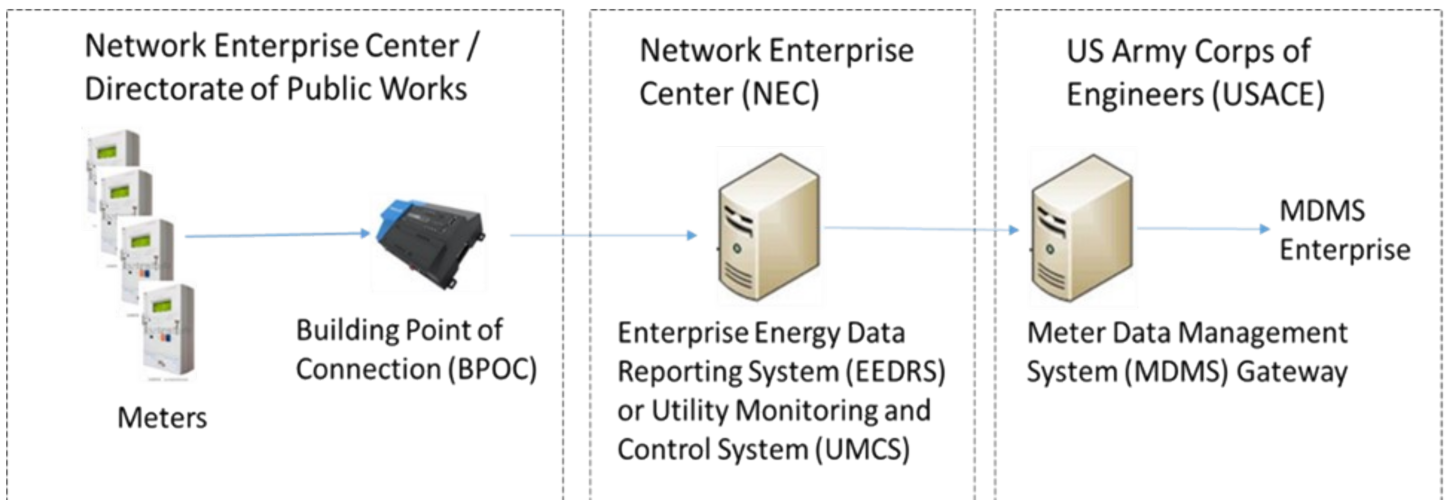 Network Enterprise Center /
Directorate of Public Works
Meters
Building Point of
Connection (BPOC)
Network Enterprise
Center (NEC)
Enterprise Energy Data
Reporting System (EEDRS)
or Utility Monitoring and
Control System (UMCS)
US Army Corps of
Engineers (USACE)
Meter Data Management
System (MDMS) Gateway
MDMS
Enterprise